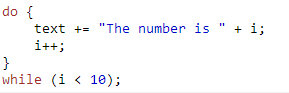 do {
    text += "The number is " + i;
    i++;
}
while (i < 10);